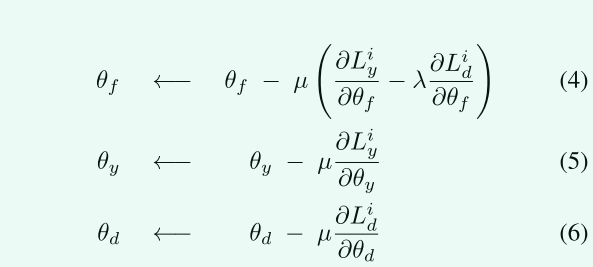 θ_f ⟵ θ_f − μ ( ∂L_y^i / ∂θ_f − λ ∂L_d^i / ∂θ_f ) (4)
θ_y ⟵ θ_y − μ ∂L_y^i / ∂θ_y (5)
θ_d ⟵ θ_d − μ ∂L_d^i / ∂θ_d (6)